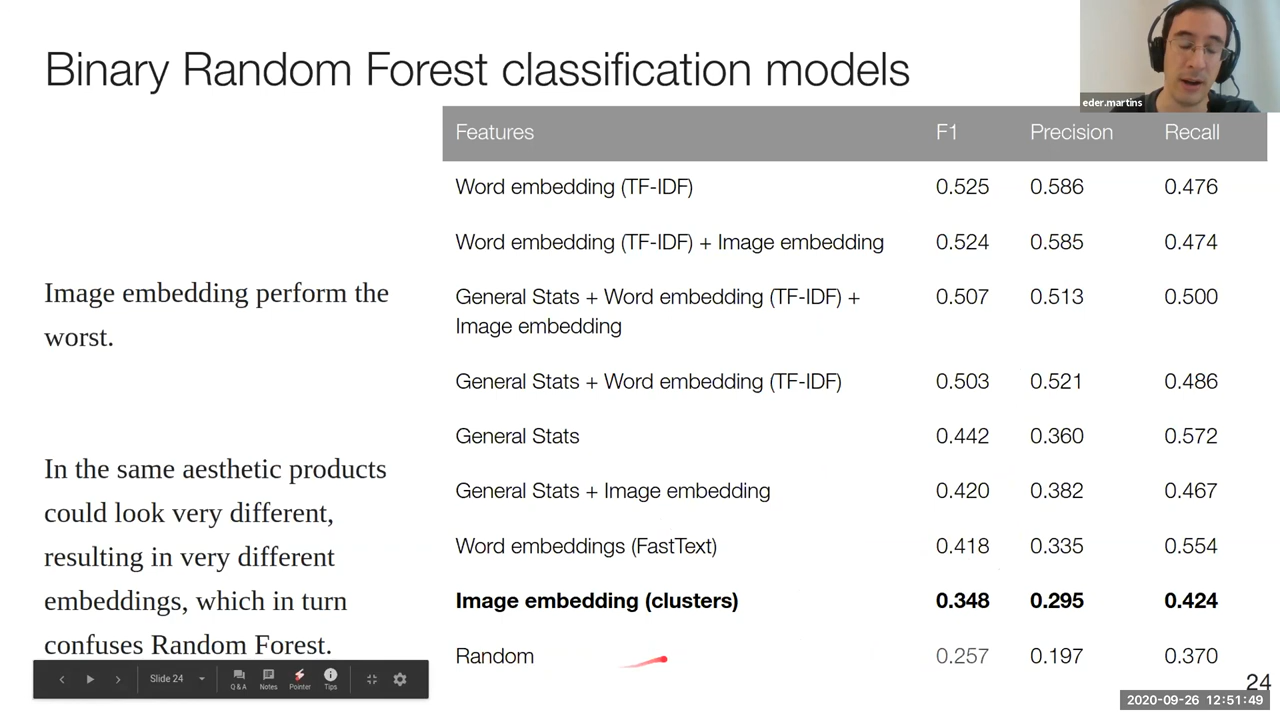 Binary Random Forest classification models
eder.martins
Features F1 Precision Recall
Word embedding (TF-IDF) 0.525 0.586 0.476
Word embedding (TF-IDF) + Image embedding 0.524 0.585 0.474
General Stats + Word embedding (TF-IDF) + 0.507 0.513 0.500
Image embedding
General Stats + Word embedding (TF-IDF) 0.503 0.521 0.486
General Stats 0.442 0.360 0.572
General Stats + Image embedding 0.420 0.382 0.467
Word embeddings (FastText) 0.418 0.335 0.554
Image embedding (clusters) 0.348 0.295 0.424
Random 0.257 0.197 0.370
Image embedding perform the
worst.
In the same aesthetic products
could look very different,
resulting in very different
embeddings, which in turn
confuses Random Forest.
Slide 24
Q & A Notes Pointer Tips
24
2020-09-26 12:51:49